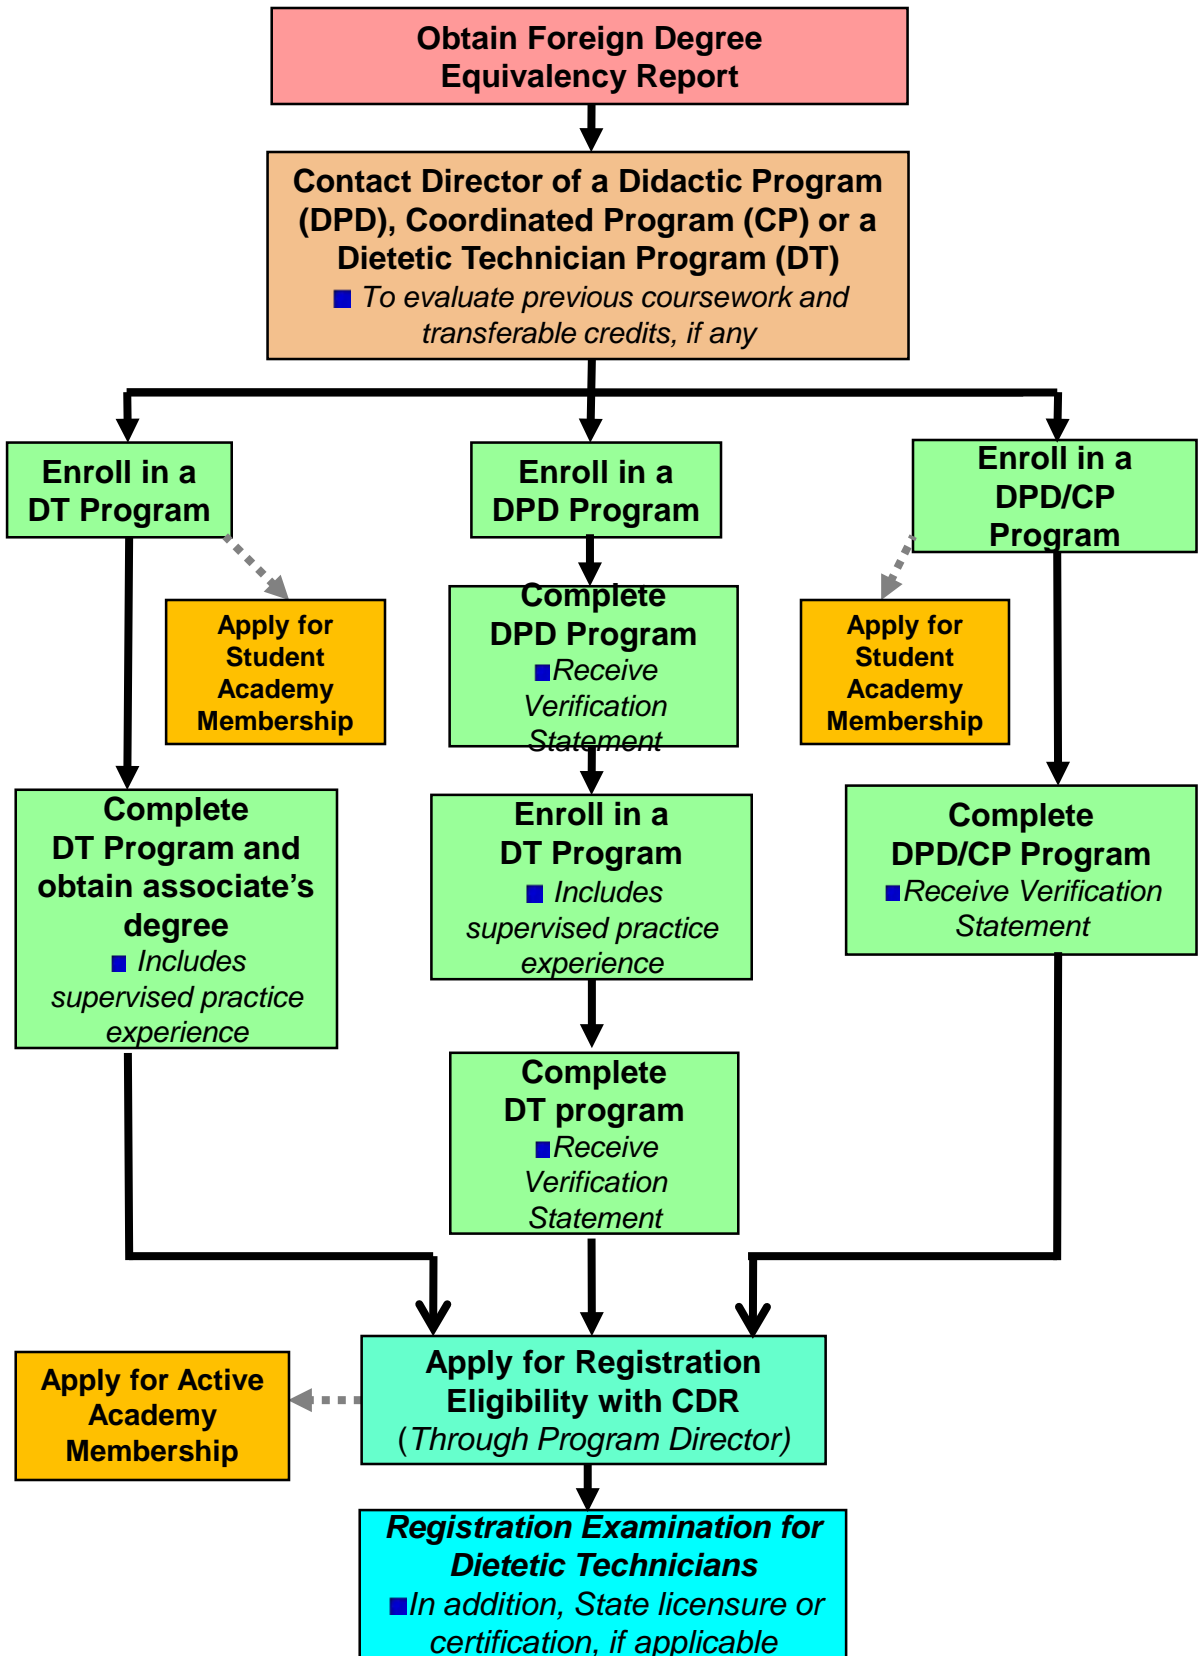 Obtain Foreign Degree
Equivalency Report
Contact Director of a Didactic Program
(DPD), Coordinated Program (CP) or a
Dietetic Technician Program (DT)
To evaluate previous coursework and
transferable credits, if any
Enroll in a
DT Program
Enroll in a
DPD Program
Enroll in a
DPD/CP
Program
Apply for
Student
Academy
Membership
Complete
DPD Program
Receive
Verification
Statement
Apply for
Student
Academy
Membership
Complete
DT Program and
obtain associate's
degree
Includes
supervised practice
experience
Enroll in a
DT Program
Includes
supervised practice
experience
Complete
DPD/CP Program
Receive Verification
Statement
Complete
DT program
Receive
Verification
Statement
Apply for Active
Academy
Membership
Apply for Registration
Eligibility with CDR
(Through Program Director)
Registration Examination for
Dietetic Technicians
In addition, State licensure or
certification, if applicable